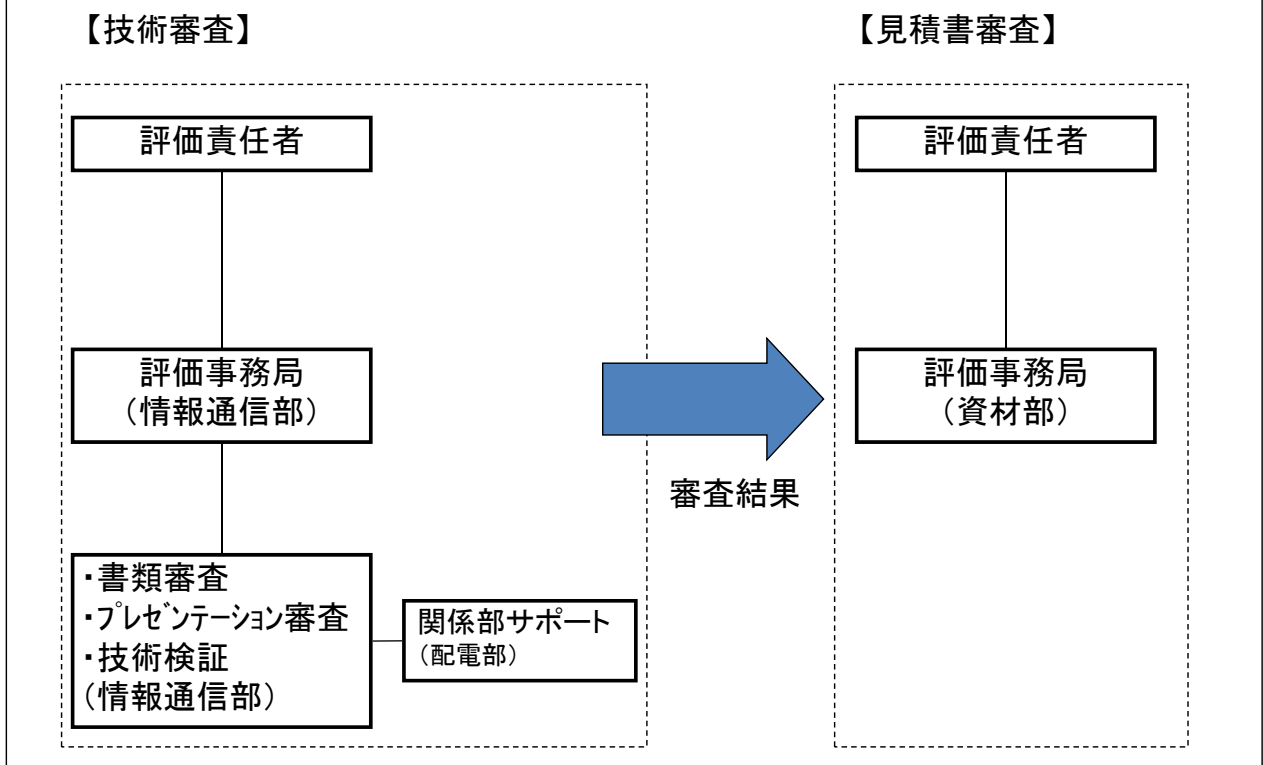 【技術審査】
評価責任者
評価事務局
（情報通信部）
・書類審査
・ﾌﾟﾚｾﾞﾝﾃｰｼｮﾝ審査
・技術検証
（情報通信部）
関係部サポート
（配電部）
審査結果
【見積書審査】
評価責任者
評価事務局
（資材部）